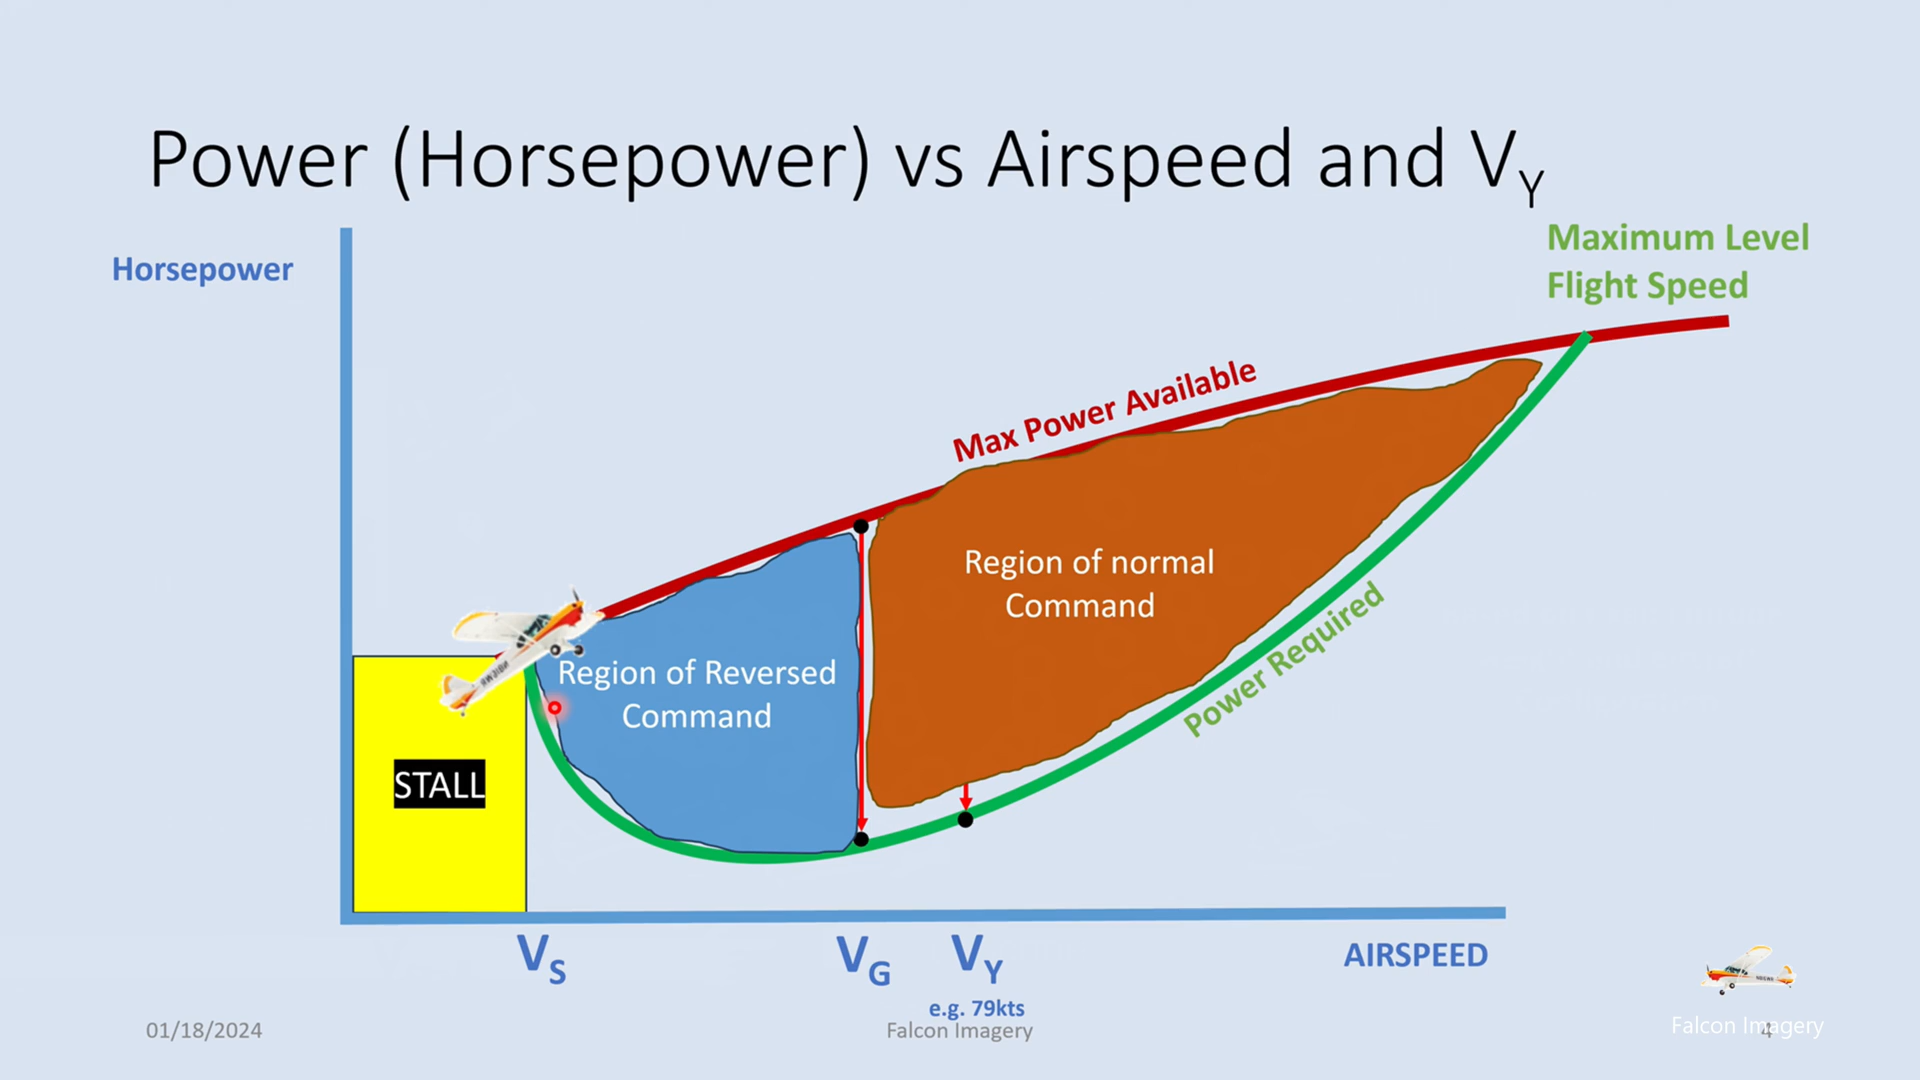 Power (Horsepower) vs Airspeed and VY
Maximum Level
Flight Speed
Horsepower
Max Power Available
Region of normal
Command
Region of Reversed
Command
Power Required
STALL
VS
VG
VY
AIRSPEED
e.g. 79kts
01/18/2024
Falcon Imagery
Falcon Imagery
4